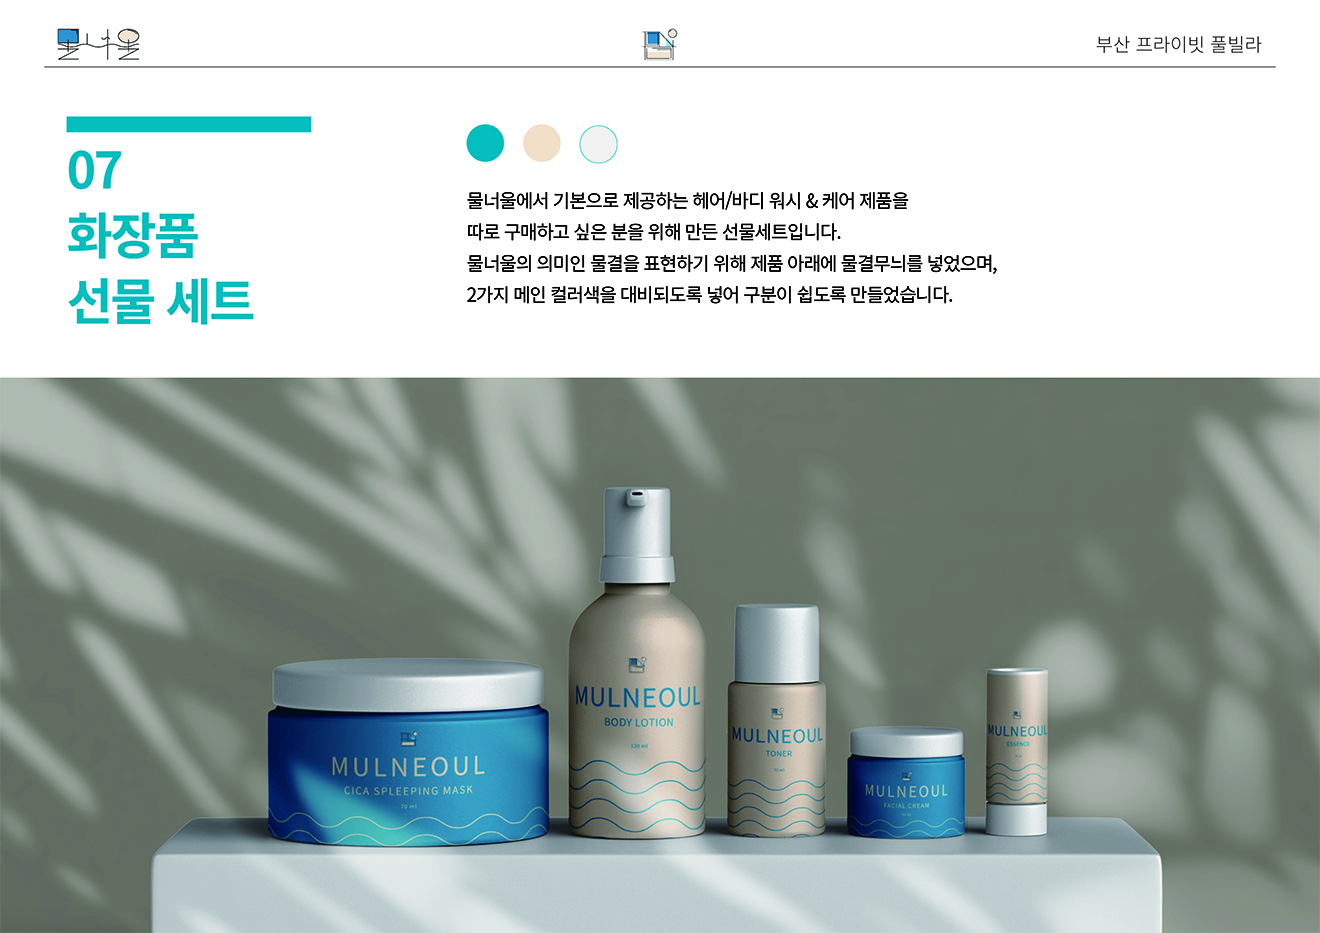 물너울
부산 프라이빗 풀빌라
07
화장품
선물 세트
물너울에서 기본으로 제공하는 헤어/바디 워시 & 케어 제품을
따로 구매하고 싶은 분을 위해 만든 선물세트입니다.
물너울의 의미인 물결을 표현하기 위해 제품 아래에 물결무늬를 넣었으며,
2가지 메인 컬러색을 대비되도록 넣어 구분이 쉽도록 만들었습니다.
MULNEOUL
CICA SPLEEPING MASK
70 ml
MULNEOUL
BODY LOTION
120 ml
MULNEOUL
TONER
70 ml
MULNEOUL
FACIAL CREAM
MULNEOUL
ESSENCE